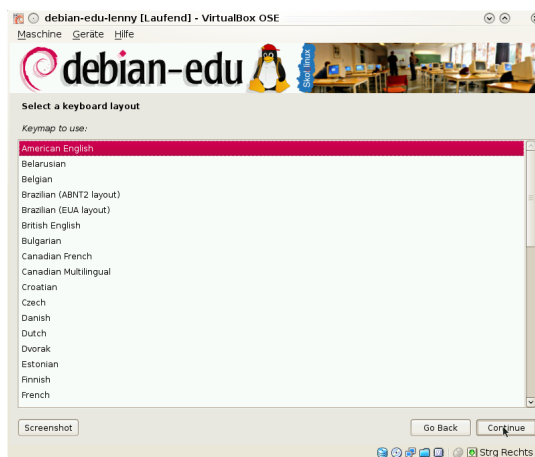 debian-edu-lenny [Laufend] - VirtualBox OSE
Maschine Geräte Hilfe
debian-edu
Skolelinux
Select a keyboard layout
Keymap to use:
American English
Belarusian
Belgian
Brazilian (ABNT2 layout)
Brazilian (EUA layout)
British English
Bulgarian
Canadian French
Canadian Multilingual
Croatian
Czech
Danish
Dutch
Dvorak
Estonian
Finnish
French
Screenshot
Go Back
Continue
Strg Rechts